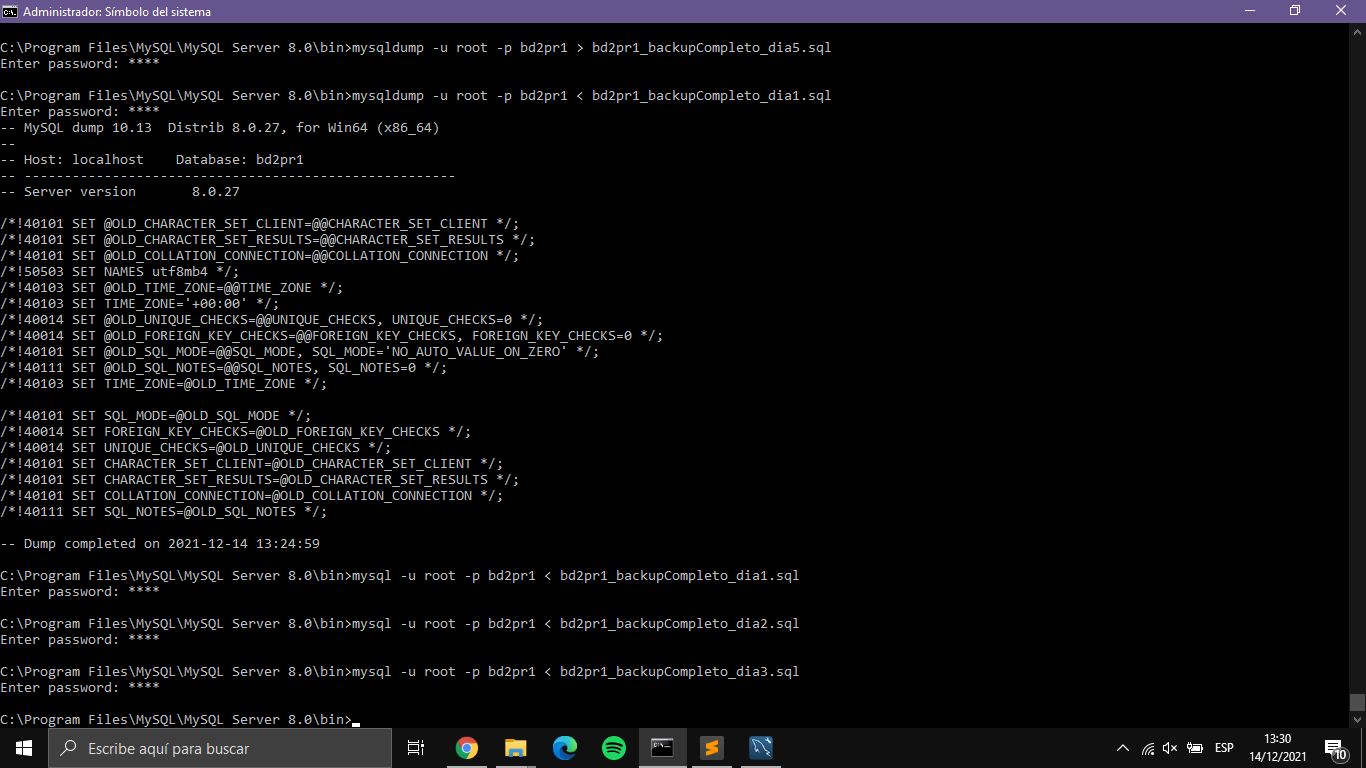 Administrador: Símbolo del sistema
C:\Program Files\MySQL\MySQL Server 8.0\bin>mysqldump -u root -p bd2pr1 > bd2pr1_backupCompleto_dia5.sql
Enter password: ****
C:\Program Files\MySQL\MySQL Server 8.0\bin>mysqldump -u root -p bd2pr1 < bd2pr1_backupCompleto_dia1.sql
Enter password: ****
-- MySQL dump 10.13  Distrib 8.0.27, for Win64 (x86_64)
--
-- Host: localhost    Database: bd2pr1
-- ------------------------------------------------------
-- Server version       8.0.27
/*!40101 SET @OLD_CHARACTER_SET_CLIENT=@@CHARACTER_SET_CLIENT */;
/*!40101 SET @OLD_CHARACTER_SET_RESULTS=@@CHARACTER_SET_RESULTS */;
/*!40101 SET @OLD_COLLATION_CONNECTION=@@COLLATION_CONNECTION */;
/*!50503 SET NAMES utf8mb4 */;
/*!40103 SET @OLD_TIME_ZONE=@@TIME_ZONE */;
/*!40103 SET TIME_ZONE='+00:00' */;
/*!40014 SET @OLD_UNIQUE_CHECKS=@@UNIQUE_CHECKS, UNIQUE_CHECKS=0 */;
/*!40014 SET @OLD_FOREIGN_KEY_CHECKS=@@FOREIGN_KEY_CHECKS, FOREIGN_KEY_CHECKS=0 */;
/*!40101 SET @OLD_SQL_MODE=@@SQL_MODE, SQL_MODE='NO_AUTO_VALUE_ON_ZERO' */;
/*!40111 SET @OLD_SQL_NOTES=@@SQL_NOTES, SQL_NOTES=0 */;
/*!40103 SET TIME_ZONE=@OLD_TIME_ZONE */;
/*!40101 SET SQL_MODE=@OLD_SQL_MODE */;
/*!40014 SET FOREIGN_KEY_CHECKS=@OLD_FOREIGN_KEY_CHECKS */;
/*!40014 SET UNIQUE_CHECKS=@OLD_UNIQUE_CHECKS */;
/*!40101 SET CHARACTER_SET_CLIENT=@OLD_CHARACTER_SET_CLIENT */;
/*!40101 SET CHARACTER_SET_RESULTS=@OLD_CHARACTER_SET_RESULTS */;
/*!40101 SET COLLATION_CONNECTION=@OLD_COLLATION_CONNECTION */;
/*!40111 SET SQL_NOTES=@OLD_SQL_NOTES */;
-- Dump completed on 2021-12-14 13:24:59
C:\Program Files\MySQL\MySQL Server 8.0\bin>mysql -u root -p bd2pr1 < bd2pr1_backupCompleto_dia1.sql
Enter password: ****
C:\Program Files\MySQL\MySQL Server 8.0\bin>mysql -u root -p bd2pr1 < bd2pr1_backupCompleto_dia2.sql
Enter password: ****
C:\Program Files\MySQL\MySQL Server 8.0\bin>mysql -u root -p bd2pr1 < bd2pr1_backupCompleto_dia3.sql
Enter password: ****
C:\Program Files\MySQL\MySQL Server 8.0\bin>
Escribe aquí para buscar
ESP
13:30
14/12/2021
10